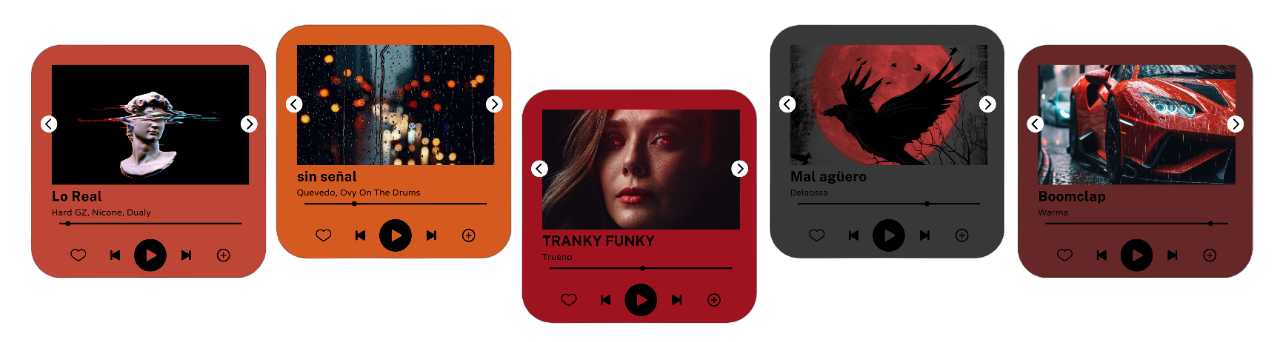 Lo Real
Hard GZ, Nicone, Dualy
sin señal
Quevedo, Ovy On The Drums
TRANKY FUNKY
Trueno
Mal agüero
Delaossa
Boomclap
Warma